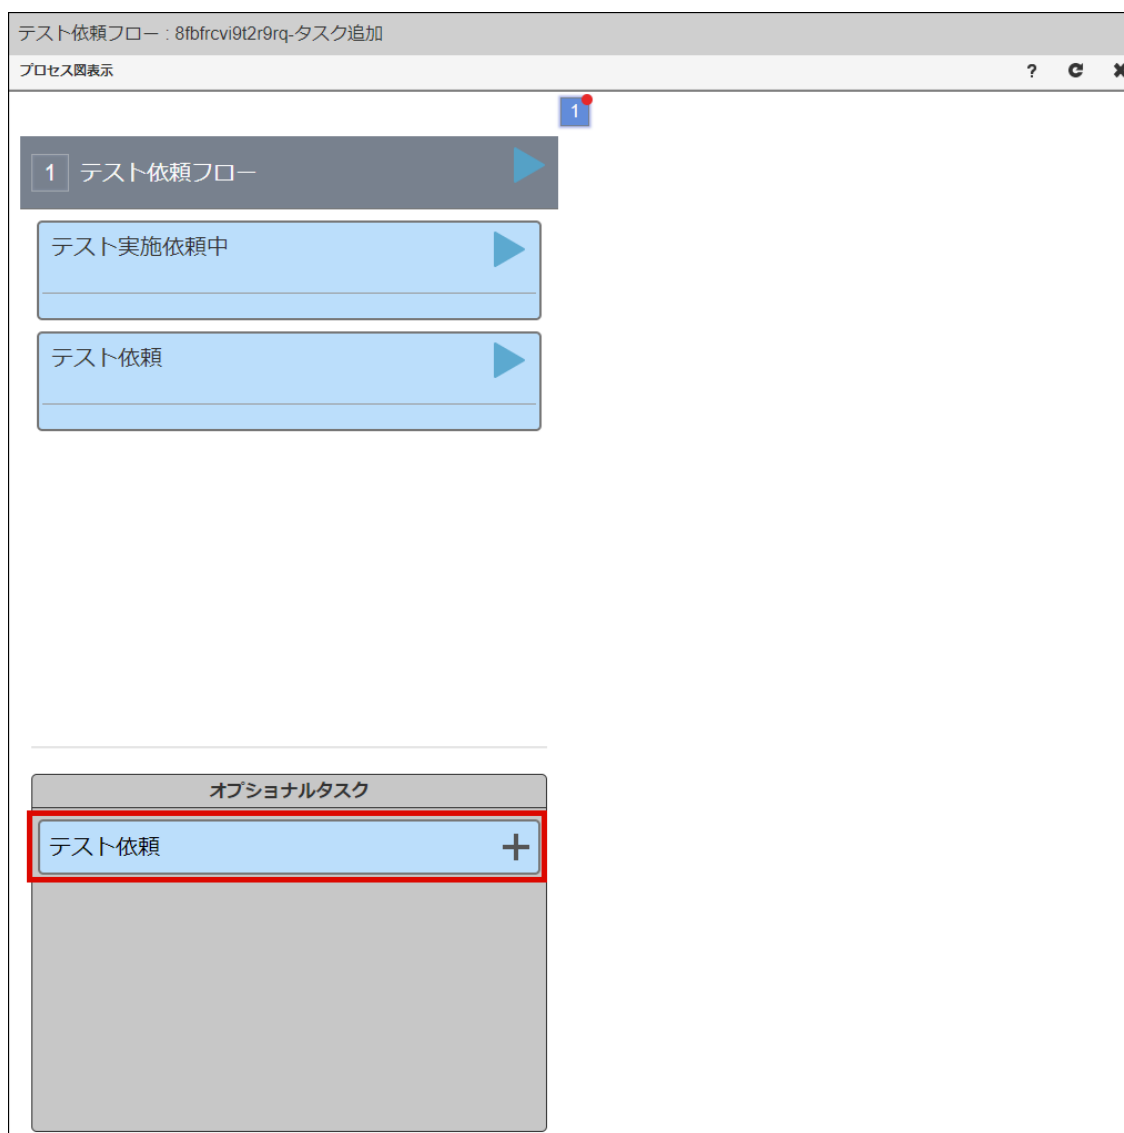 テスト依頼フロー : 8fbfrcvi9t2r9rq-タスク追加
プロセス図表示
?
1
1 テスト依頼フロー
テスト実施依頼中
テスト依頼
オプショナルタスク
テスト依頼